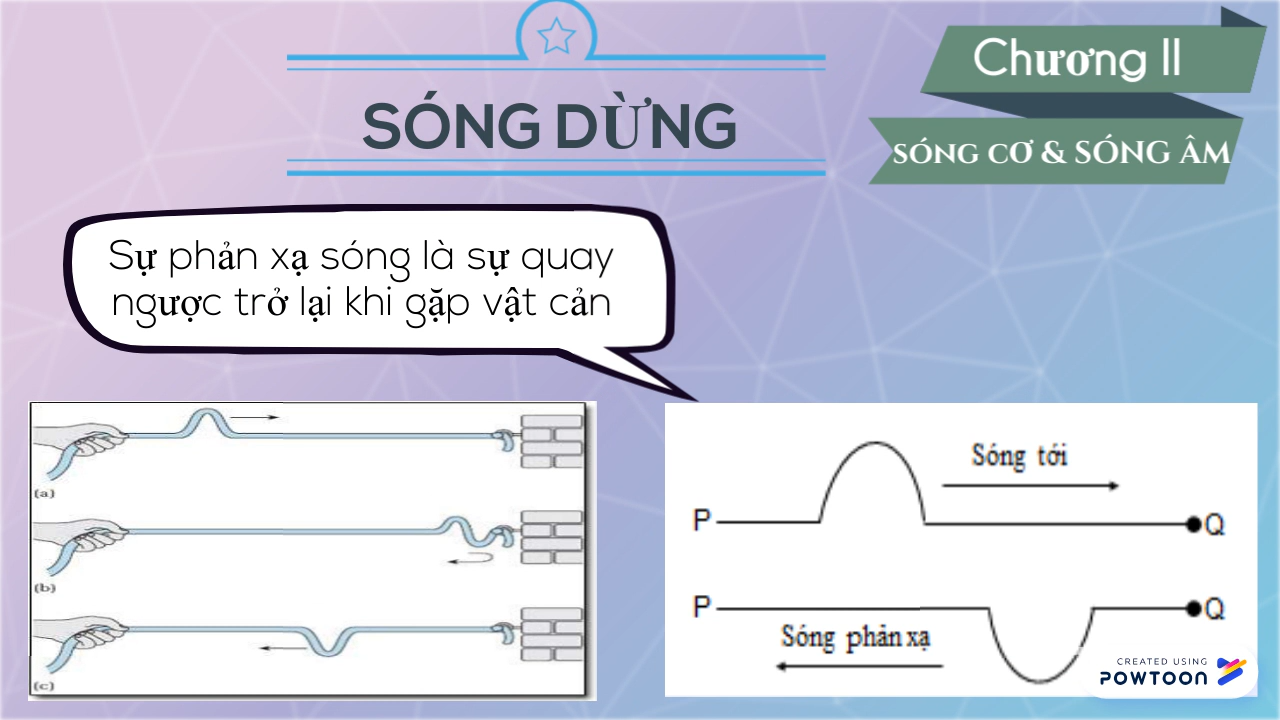 Chương II
SÓNG DỪNG
SÓNG CƠ & SÓNG ÂM
Sự phản xạ sóng là sự quay
ngược trở lại khi gặp vật cản
(a)
(b)
(c)
Sóng tới
P
Q
P
Q
Sóng phản xạ
CREATED USING
POWTOON